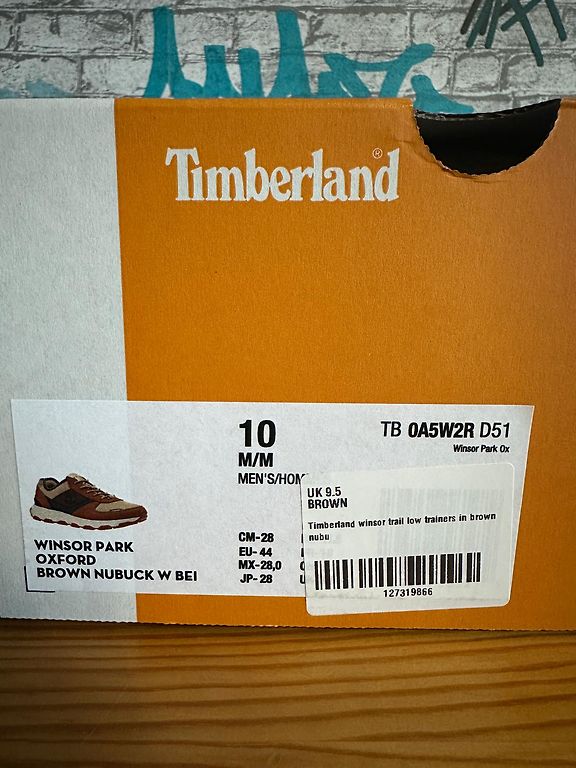 Timberland®
10
M/M
MEN'S/HOM
TB 0A5W2R D51
Winsor Park Ox
UK 9.5
BROWN
Timberland winsor trail low trainers in brown
nubu
127319866
CM-28
EU- 44
MX-28,0
JP- 28
WINSOR PARK
OXFORD
BROWN NUBUCK W BEI